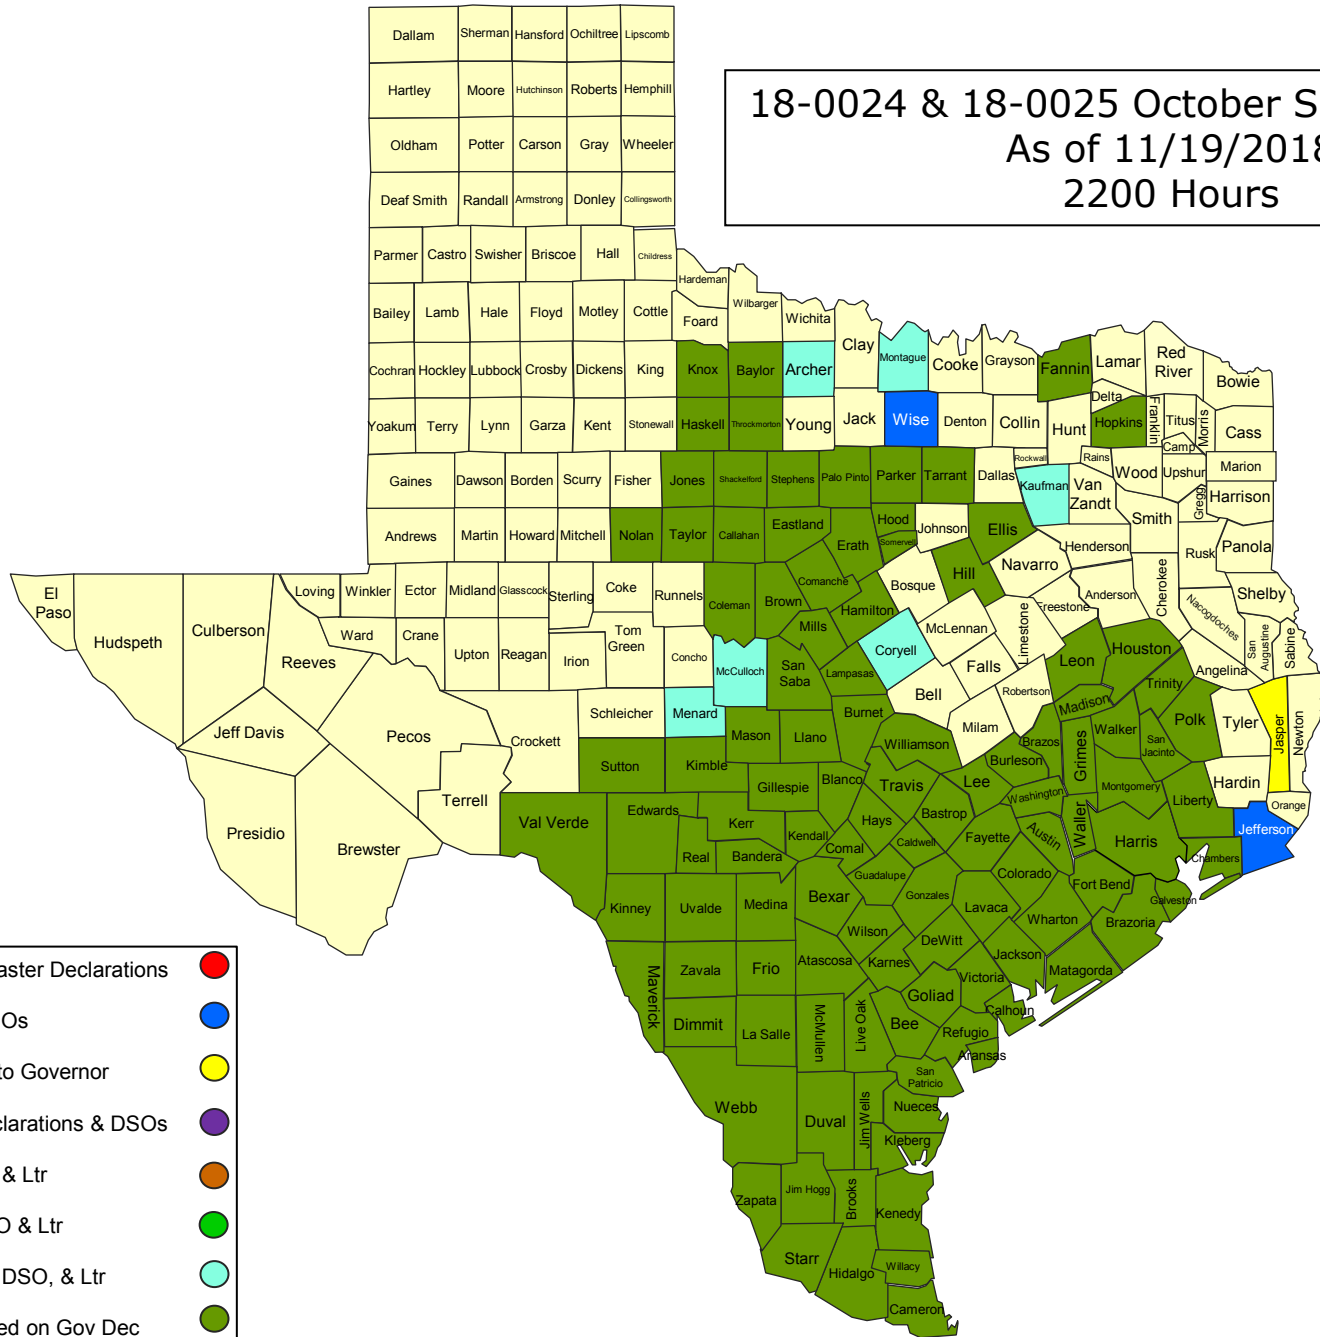 18-0024 & 18-0025 October S
As of 11/19/2018
2200 Hours
Dallam Sherman Hansford Ochiltree Lipscomb
Hartley Moore Hutchinson Roberts Hemphill
Oldham Potter Carson Gray Wheeler
Deaf Smith Randall Armstrong Donley Collingsworth
Parmer Castro Swisher Briscoe Hall Childress
Hardeman
Bailey Lamb Hale Floyd Motley Cottle Foard Wilbarger Wichita Clay Montague Cooke Grayson Fannin Lamar Red River Bowie
Cochran Hockley Lubbock Crosby Dickens King Knox Baylor Archer
Delta
Yoakum Terry Lynn Garza Kent Stonewall Haskell Throckmorton Young Jack Wise Denton Collin Hunt Hopkins Franklin Titus Morris Cass
Camp
Gaines Dawson Borden Scurry Fisher Jones Shackelford Stephens Palo Pinto Parker Tarrant Dallas Rockwall Kaufman Rains Van Zandt Wood Upshur Gregg Marion
Harrison
Andrews Martin Howard Mitchell Nolan Taylor Callahan Eastland Erath Hood Somervell Johnson Ellis Henderson Smith Rusk Panola
El Paso Hudspeth Culberson Loving Winkler Ector Midland Glasscock Sterling Coke Runnels Coleman Brown Comanche Hamilton Bosque Hill Navarro Freestone Anderson Cherokee Nacogdoches Shelby
Reeves Ward Crane Upton Reagan Irion Tom Green Concho McCulloch San Saba Mills Lampasas Coryell McLennan Falls Limestone Leon Houston Angelina San Augustine Sabine
Jeff Davis Pecos Crockett Schleicher Menard Mason Llano Burnet Bell Milam Robertson Madison Trinity Polk Tyler Jasper Newton
Presidio Brewster Terrell Sutton Kimble Gillespie Blanco Williamson Travis Lee Burleson Brazos Grimes Walker San Jacinto Hardin Orange
Val Verde Edwards Real Kerr Bandera Kendall Comal Hays Caldwell Bastrop Fayette Washington Austin Waller Montgomery Harris Liberty Chambers Jefferson
Kinney Uvalde Medina Bexar Guadalupe Gonzales Lavaca Colorado Wharton Fort Bend Brazoria Galveston
Maverick Zavala Frio Atascosa Wilson Karnes DeWitt Jackson Matagorda
Dimmit La Salle McMullen Live Oak Bee Goliad Victoria Calhoun Refugio Aransas
Webb Duval Jim Wells San Patricio Nueces Kleberg
Zapata Jim Hogg Brooks Kenedy
Starr Hidalgo Willacy Cameron
aster Declarations
Os
to Governor
clarations & DSOs
& Ltr
O & Ltr
DSO, & Ltr
ed on Gov Dec